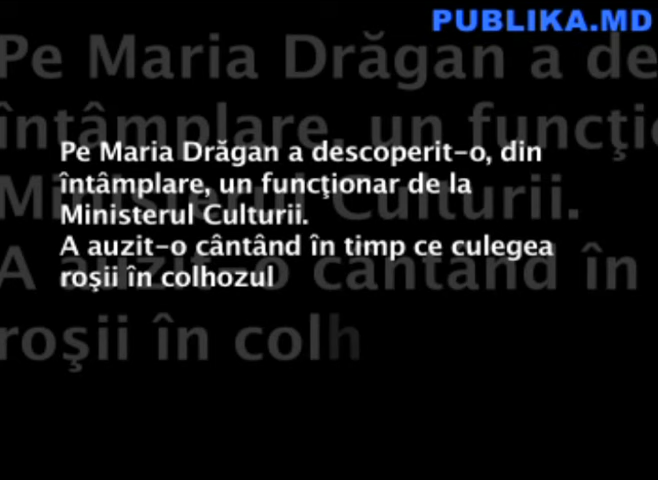 PUBLIKA.MD
Pe Maria Drăgan a descoperit-o, din
întâmplare, un funcţionar de la
Ministerul Culturii.
A auzit-o cântând în timp ce culegea
roşii în colhozul